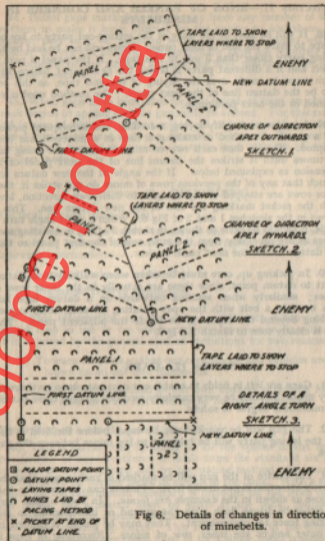 TAPE LAID TO SHOW
LAYERS WHERE TO STOP
ENEMY
PANEL 1
NEW DATUM LINE
PANEL 2
CHANGE OF DIRECTION
APEX OUTWARDS
SKETCH.1
FIRST DATUM LINE
TAPE LAID TO SHOW
LAYERS WHERE TO STOP
PANEL 1
CHANGE OF DIRECTION
APEX INWARDS
SKETCH.2
PANEL 2
FIRST DATUM LINE
NEW DATUM LINE
ENEMY
PANEL 1
TAPE LAID TO SHOW
LAYERS WHERE TO STOP
FIRST DATUM LINE
DETAILS OF A
RIGHT ANGLE TURN
SKETCH.3.
NEW DATUM LINE
PANEL
2
ENEMY
LEGEND
MAJOR DATUM POINT
DATUM POINT
LAYING TAPES
MINES LAID BY
PACING METHOD
PICKET AT END OF
DATUM LINE.
Fig 6. Details of changes in direction
of minebelts.
sione ridotta